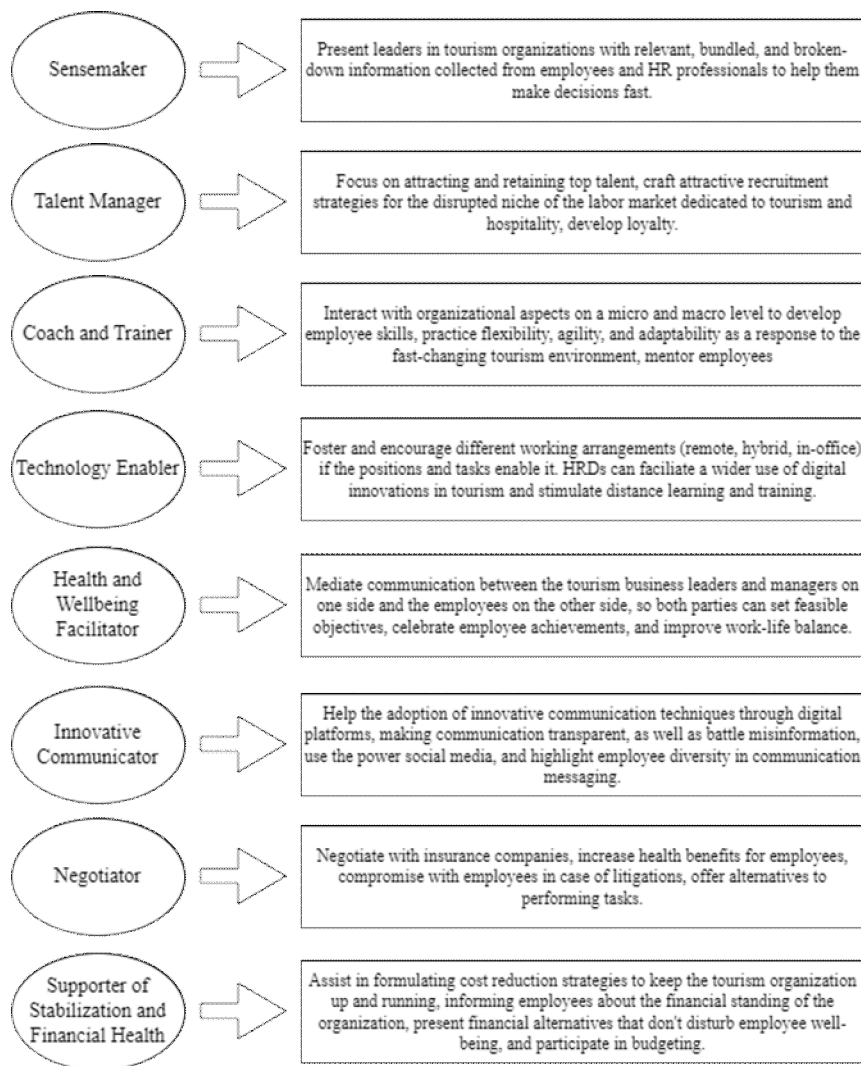 Sensemaker
Present leaders in tourism organizations with relevant, bundled, and broken-
down information collected from employees and HR professionals to help them
make decisions fast.
Talent Manager
Focus on attracting and retaining top talent, craft attractive recruitment
strategies for the disrupted niche of the labor market dedicated to tourism and
hospitality, develop loyalty.
Coach and Trainer
Interact with organizational aspects on a micro and macro level to develop
employee skills, practice flexibility, agility, and adaptability as a response to the
fast-changing tourism environment, mentor employees
Technology Enabler
Foster and encourage different working arrangements (remote, hybrid, in-office)
if the positions and tasks enable it. HRDs can faciliate a wider use of digital
innovations in tourism and stimulate distance learning and training.
Health and
Wellbeing
Facilitator
Mediate communication between the tourism business leaders and managers on
one side and the employees on the other side, so both parties can set feasible
objectives, celebrate employee achievements, and improve work-life balance.
Innovative
Communicator
Help the adoption of innovative communication techniques through digital
platforms, making communication transparent, as well as battle misinformation,
use the power social media, and highlight employee diversity in communication
messaging.
Negotiator
Negotiate with insurance companies, increase health benefits for employees,
compromise with employees in case of litigations, offer alternatives to
performing tasks.
Supporter of
Stabilization and
Financial Health
Assist in formulating cost reduction strategies to keep the tourism organization
up and running, informing employees about the financial standing of the
organization, present financial alternatives that don't disturb employee well-
being, and participate in budgeting.